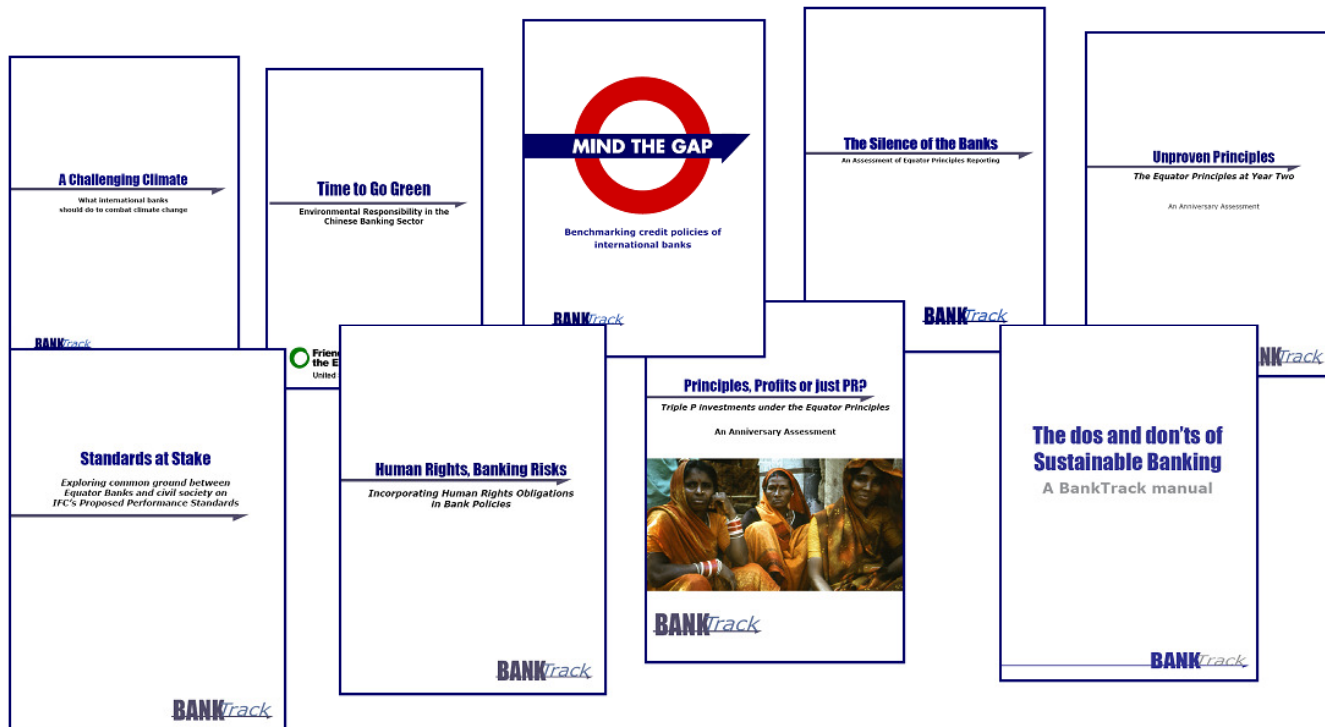 A Challenging Climate
What international banks
should do to combat climate change
BANKTrack
Time to Go Green
Environmental Responsibility in the
Chinese Banking Sector
the E
United
MIND THE GAP
Benchmarking credit policies of
international banks
BANKTrack
The Silence of the Banks
An Assessment of Equator Principles Reporting
BANKTrack
Unproven Principles
The Equator Principles at Year Two
An Anniversary Assessment
NKTrack
Standards at Stake
Exploring common ground between
Equator Banks and civil society on
IFC's Proposed Performance Standards
BANKTrack
Human Rights, Banking Risks
Incorporating Human Rights Obligations
in Bank Policies
BANKTrack
Principles, Profits or just PR?
Triple P investments under the Equator Principles
An Anniversary Assessment
BANKTrack
The dos and don'ts of
Sustainable Banking
A BankTrack manual
BANKTrack